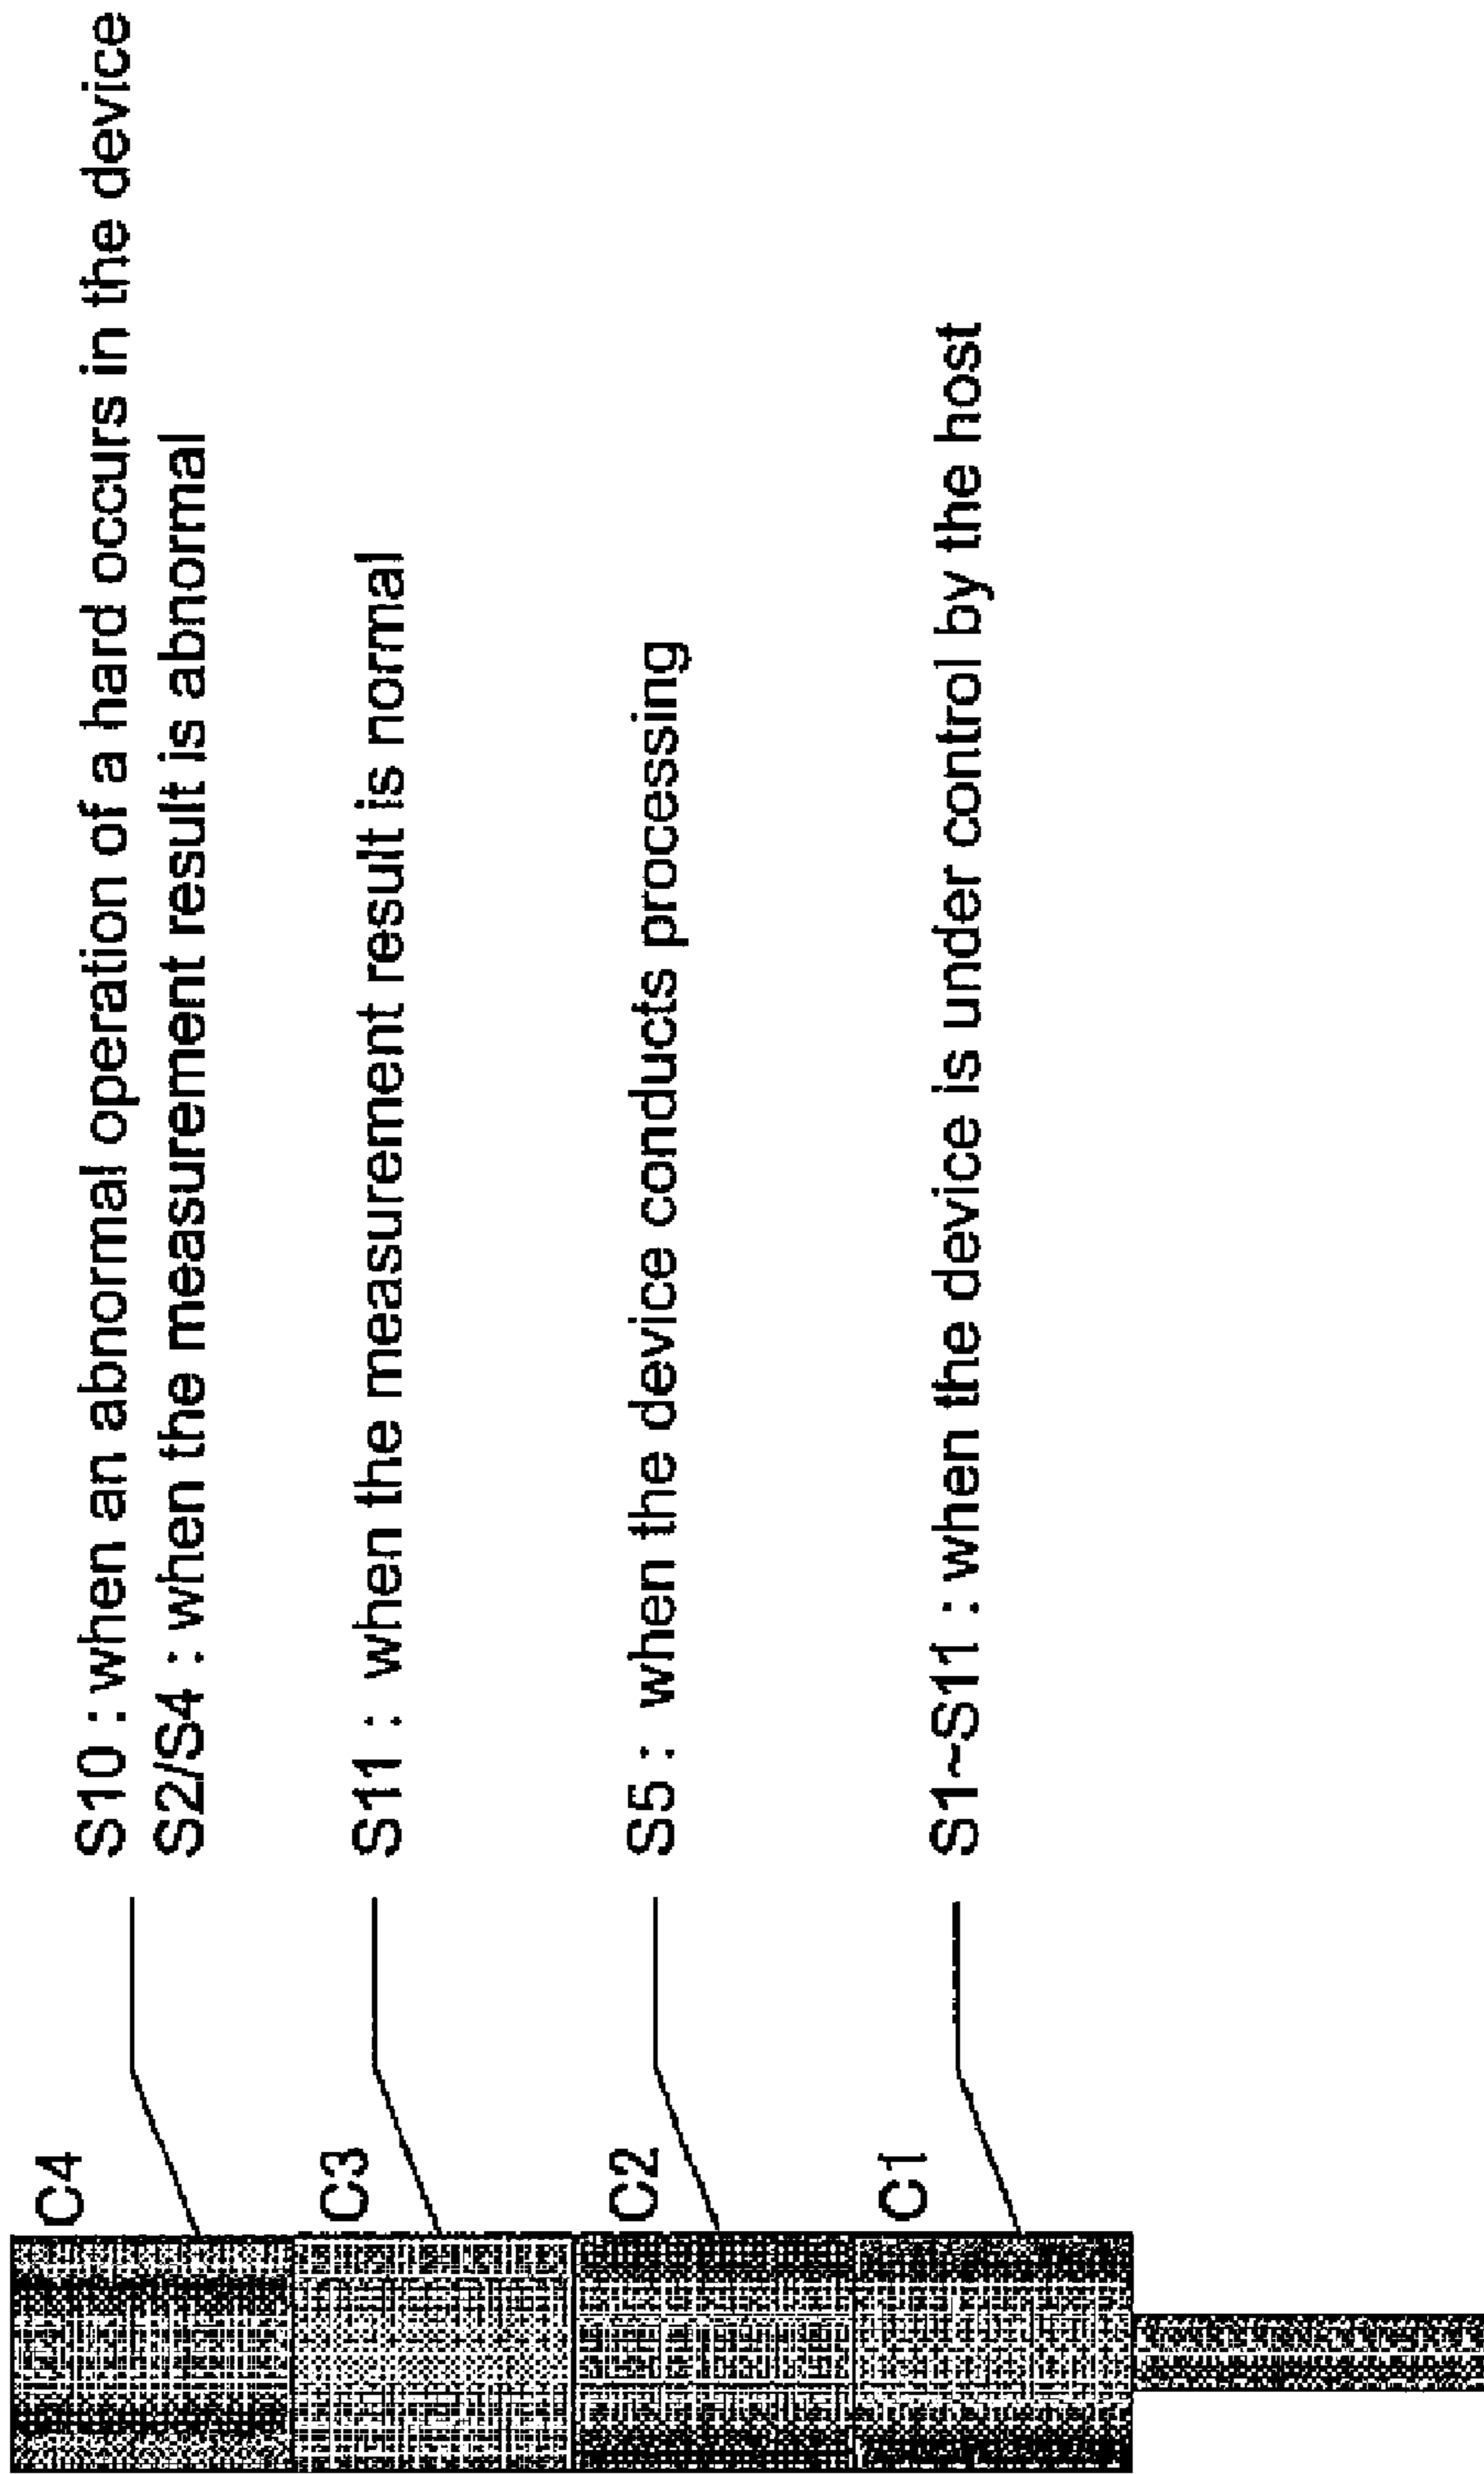 C4
S10 : when an abnormal operation of a hard occurs in the device
S2/S4 : when the measurement result is abnormal
C3
S11 : when the measurement result is normal
C2
S5 : when the device conducts processing
C1
S1~S11 : when the device is under control by the host